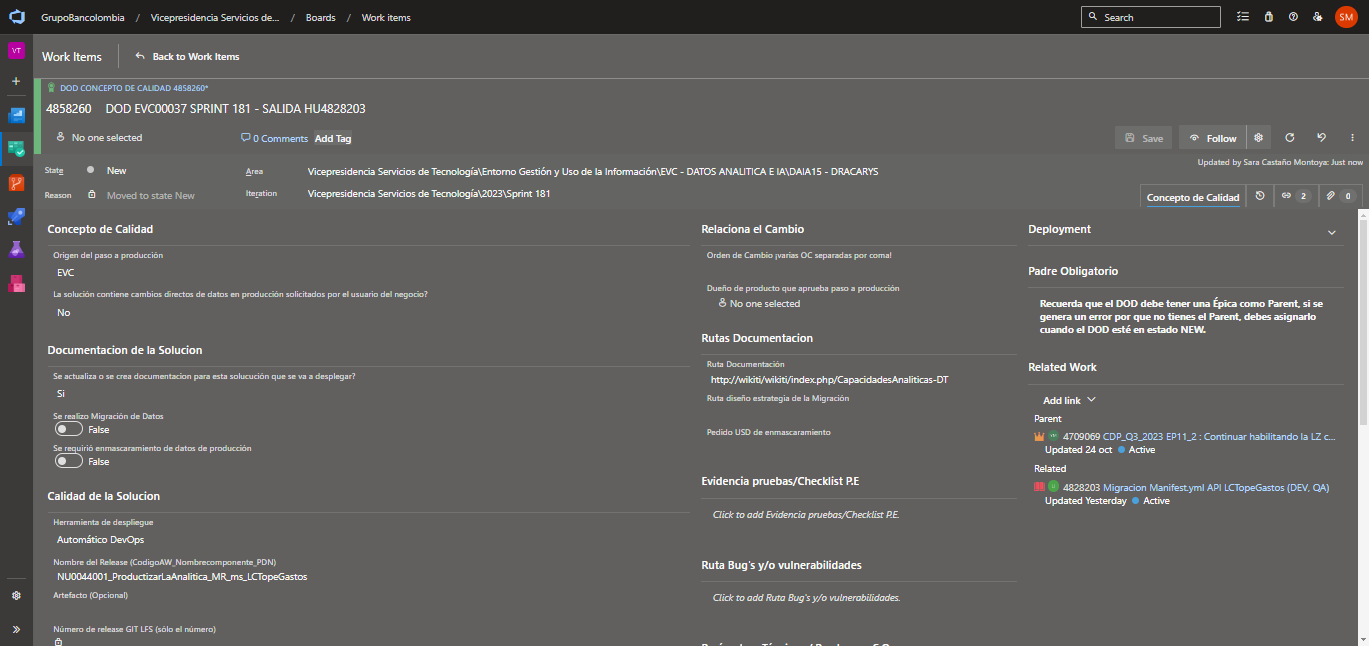 GrupoBancolombia / Vicepresidencia Servicios de... / Boards / Work items
Search
SM
VT
Work Items
Back to Work Items
DOD CONCEPTO DE CALIDAD 4858260*
4858260 DOD EVC00037 SPRINT 181 - SALIDA HU4828203
No one selected
0 Comments
Add Tag
Save
Follow
Updated by Sara Castaño Montoya: Just now
State
New
Area
Vicepresidencia Servicios de Tecnología\Entorno Gestión y Uso de la Información\EVC - DATOS ANALITICA E IA\DAIA15 - DRACARYS
Reason
Moved to state New
Iteration
Vicepresidencia Servicios de Tecnología\2023\Sprint 181
Concepto de Calidad
2
0
Concepto de Calidad
Origen del paso a producción
EVC
La solución contiene cambios directos de datos en producción solicitados por el usuario del negocio?
No
Documentacion de la Solucion
Se actualiza o se crea documentacion para esta solucución que se va a desplegar?
Si
Se realizo Migración de Datos
False
Se requirió enmascaramiento de datos de producción
False
Calidad de la Solucion
Herramienta de despliegue
Automático DevOps
Nombre del Release (CodigoAW_Nombrecomponente_PDN)
NU0044001_ProductizarLaAnalitica_MR_ms_LCTopeGastos
Artefacto (Opcional)
Número de release GIT LFS (sólo el número)
Relaciona el Cambio
Orden de Cambio ¡varias OC separadas por coma!
Dueño de producto que aprueba paso a producción
No one selected
Rutas Documentacion
Ruta Documentación
http://wikiti/wikiti/index.php/CapacidadesAnaliticas-DT
Ruta diseño estrategia de la Migración
Pedido USD de enmascaramiento
Evidencia pruebas/Checklist P.E
Click to add Evidencia pruebas/Checklist P.E.
Ruta Bug's y/o vulnerabilidades
Click to add Ruta Bug's y/o vulnerabilidades.
Deployment
Padre Obligatorio
Recuerda que el DOD debe tener una Épica como Parent, si se
genera un error por que no tienes el Parent, debes asignarlo
cuando el DOD esté en estado NEW.
Related Work
Add link
Parent
4709069 CDP_Q3_2023 EP11_2 : Continuar habilitando la LZ c...
Updated 24 oct Active
Related
4828203 Migracion Manifest.yml API LCTopeGastos (DEV, QA)
Updated Yesterday Active